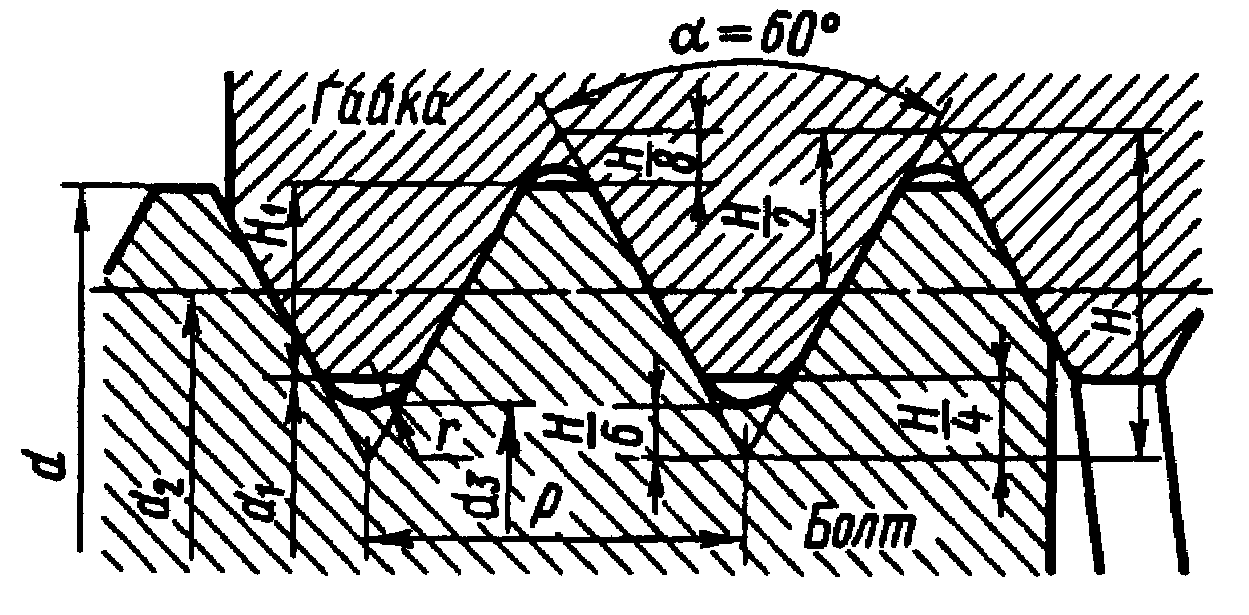 α = 60°
Гайка
H/8
H₁
H/2
H
d
d₂
d₁
r
d₃
P
H/6
H/4
Болт